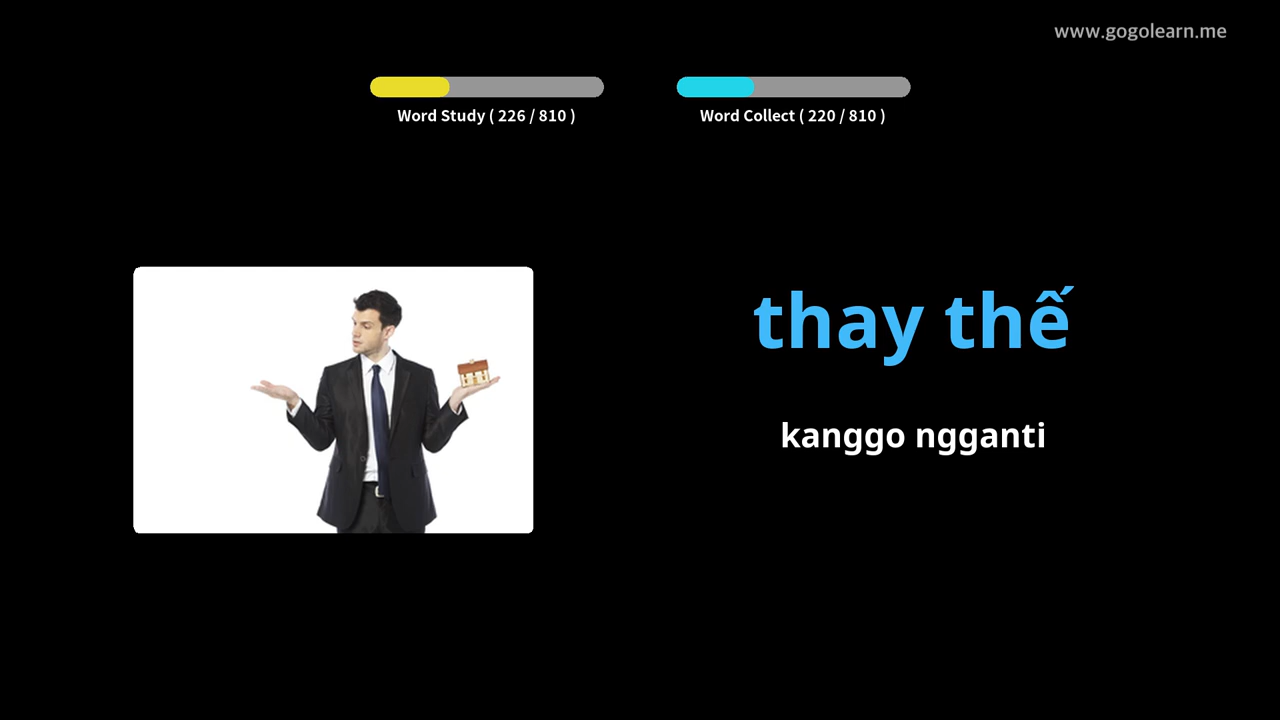 www.gogolearn.me
Word Study ( 226 / 810 )
Word Collect ( 220 / 810 )
thay thế
kanggo ngganti